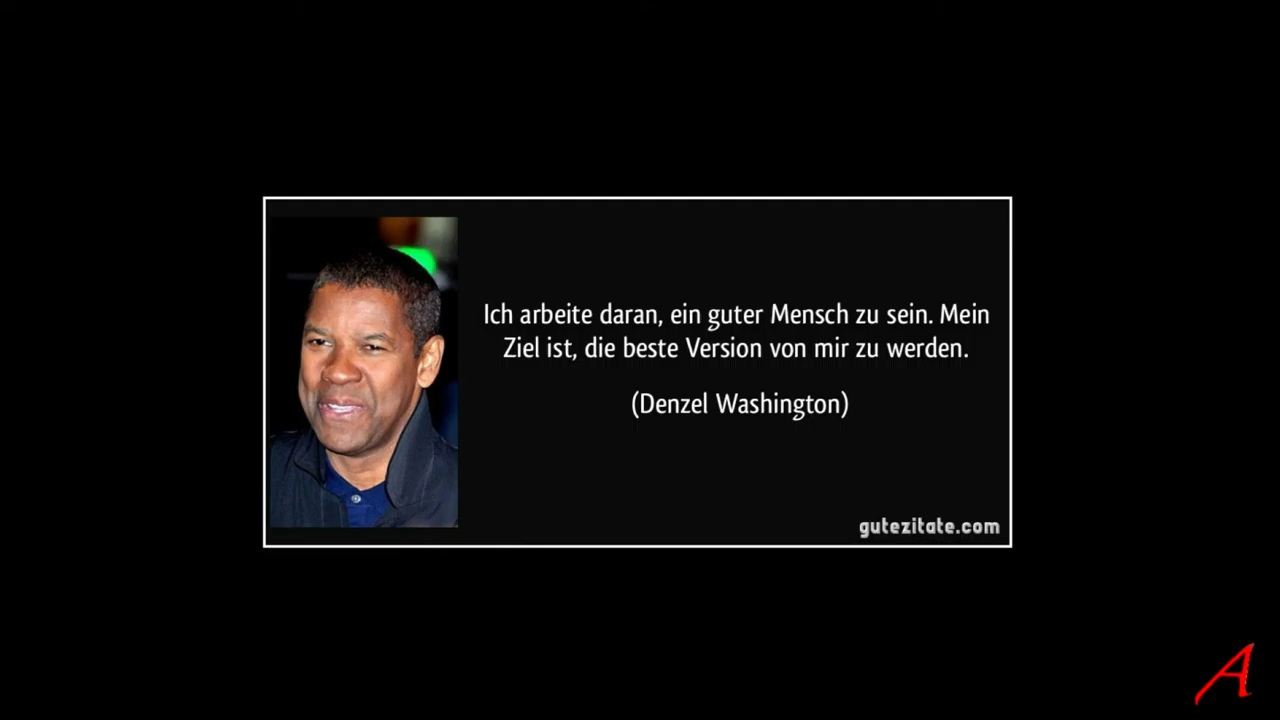 Ich arbeite daran, ein guter Mensch zu sein. Mein
Ziel ist, die beste Version von mir zu werden.
(Denzel Washington)
gutezitate.com
A